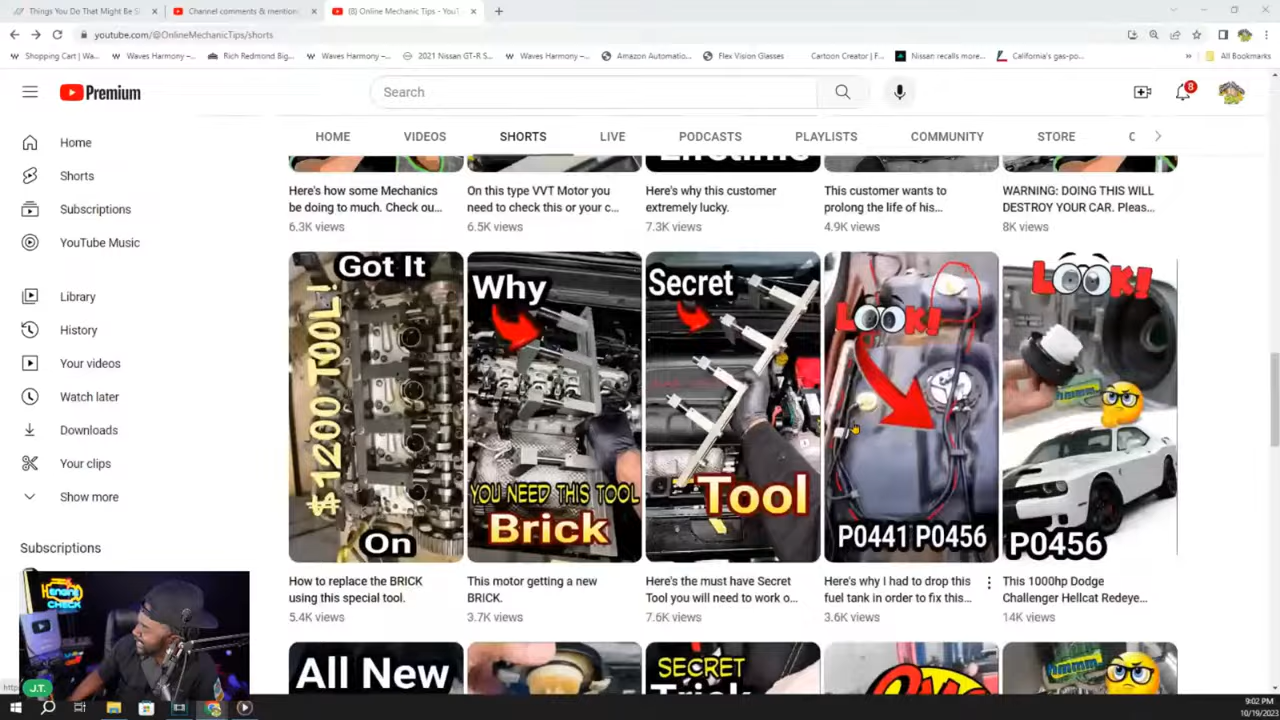 Things You Do That Might Be S
Channel comments & mention
(8) Online Mechanic Tips - YouT
youtube.com/@OnlineMechanicTips/shorts
Shopping Cart | Wa...
Waves Harmony –...
Rich Redmond Big...
Waves Harmony –...
2021 Nissan GT-R S...
Waves Harmony –...
Amazon Automatio...
Flex Vision Glasses
Cartoon Creator | F...
Nissan recalls more...
California's gas-po...
All Bookmarks
Premium
Search
8
HOME
VIDEOS
SHORTS
LIVE
PODCASTS
PLAYLISTS
COMMUNITY
STORE
C
Home
Shorts
Subscriptions
YouTube Music
Library
History
Your videos
Watch later
Downloads
Your clips
Show more
Subscriptions
Lifetime
Here's how some Mechanics
be doing to much. Check ou...
6.3K views
On this type VVT Motor you
need to check this or your c...
6.5K views
Here's why this customer
extremely lucky.
7.3K views
This customer wants to
prolong the life of his...
4.9K views
WARNING: DOING THIS WILL
DESTROY YOUR CAR. Pleas...
8K views
Got It
$1200 TOOL!
On
Why
YOU NEED THIS TOOL
Brick
Secret
Tool
LOOK!
P0441 P0456
LOOK!
hmmm
P0456
How to replace the BRICK
using this special tool.
5.4K views
This motor getting a new
BRICK.
3.7K views
Here's the must have Secret
Tool you will need to work o...
7.6K views
Here's why I had to drop this
fuel tank in order to fix this...
3.6K views
This 1000hp Dodge
Challenger Hellcat Redeye...
14K views
All New
SECRET
Trick
hmmm
engine
CHECK
J.T.
9:02 PM
10/19/2023